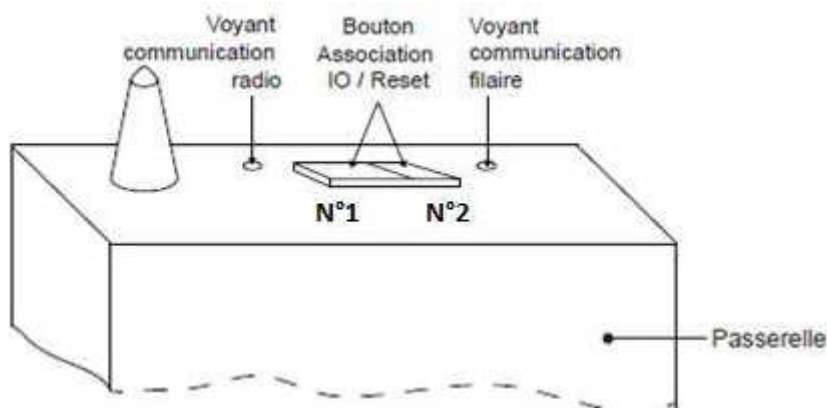 Voyant
communication
radio
Bouton
Association
IO / Reset
Voyant
communication
filaire
N°1
N°2
Passerelle